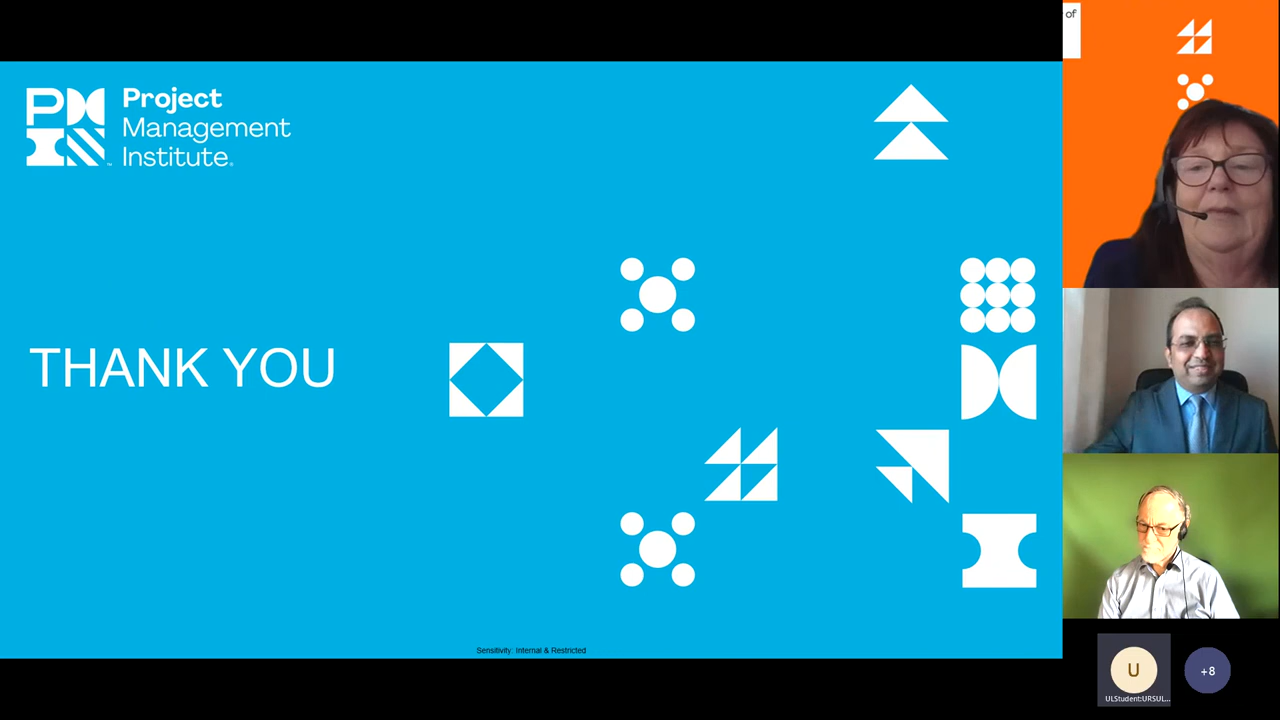 Project
Management
Institute.
THANK YOU
Sensitivity: Internal & Restricted
of
U
ULStudent:URSUL...
+8